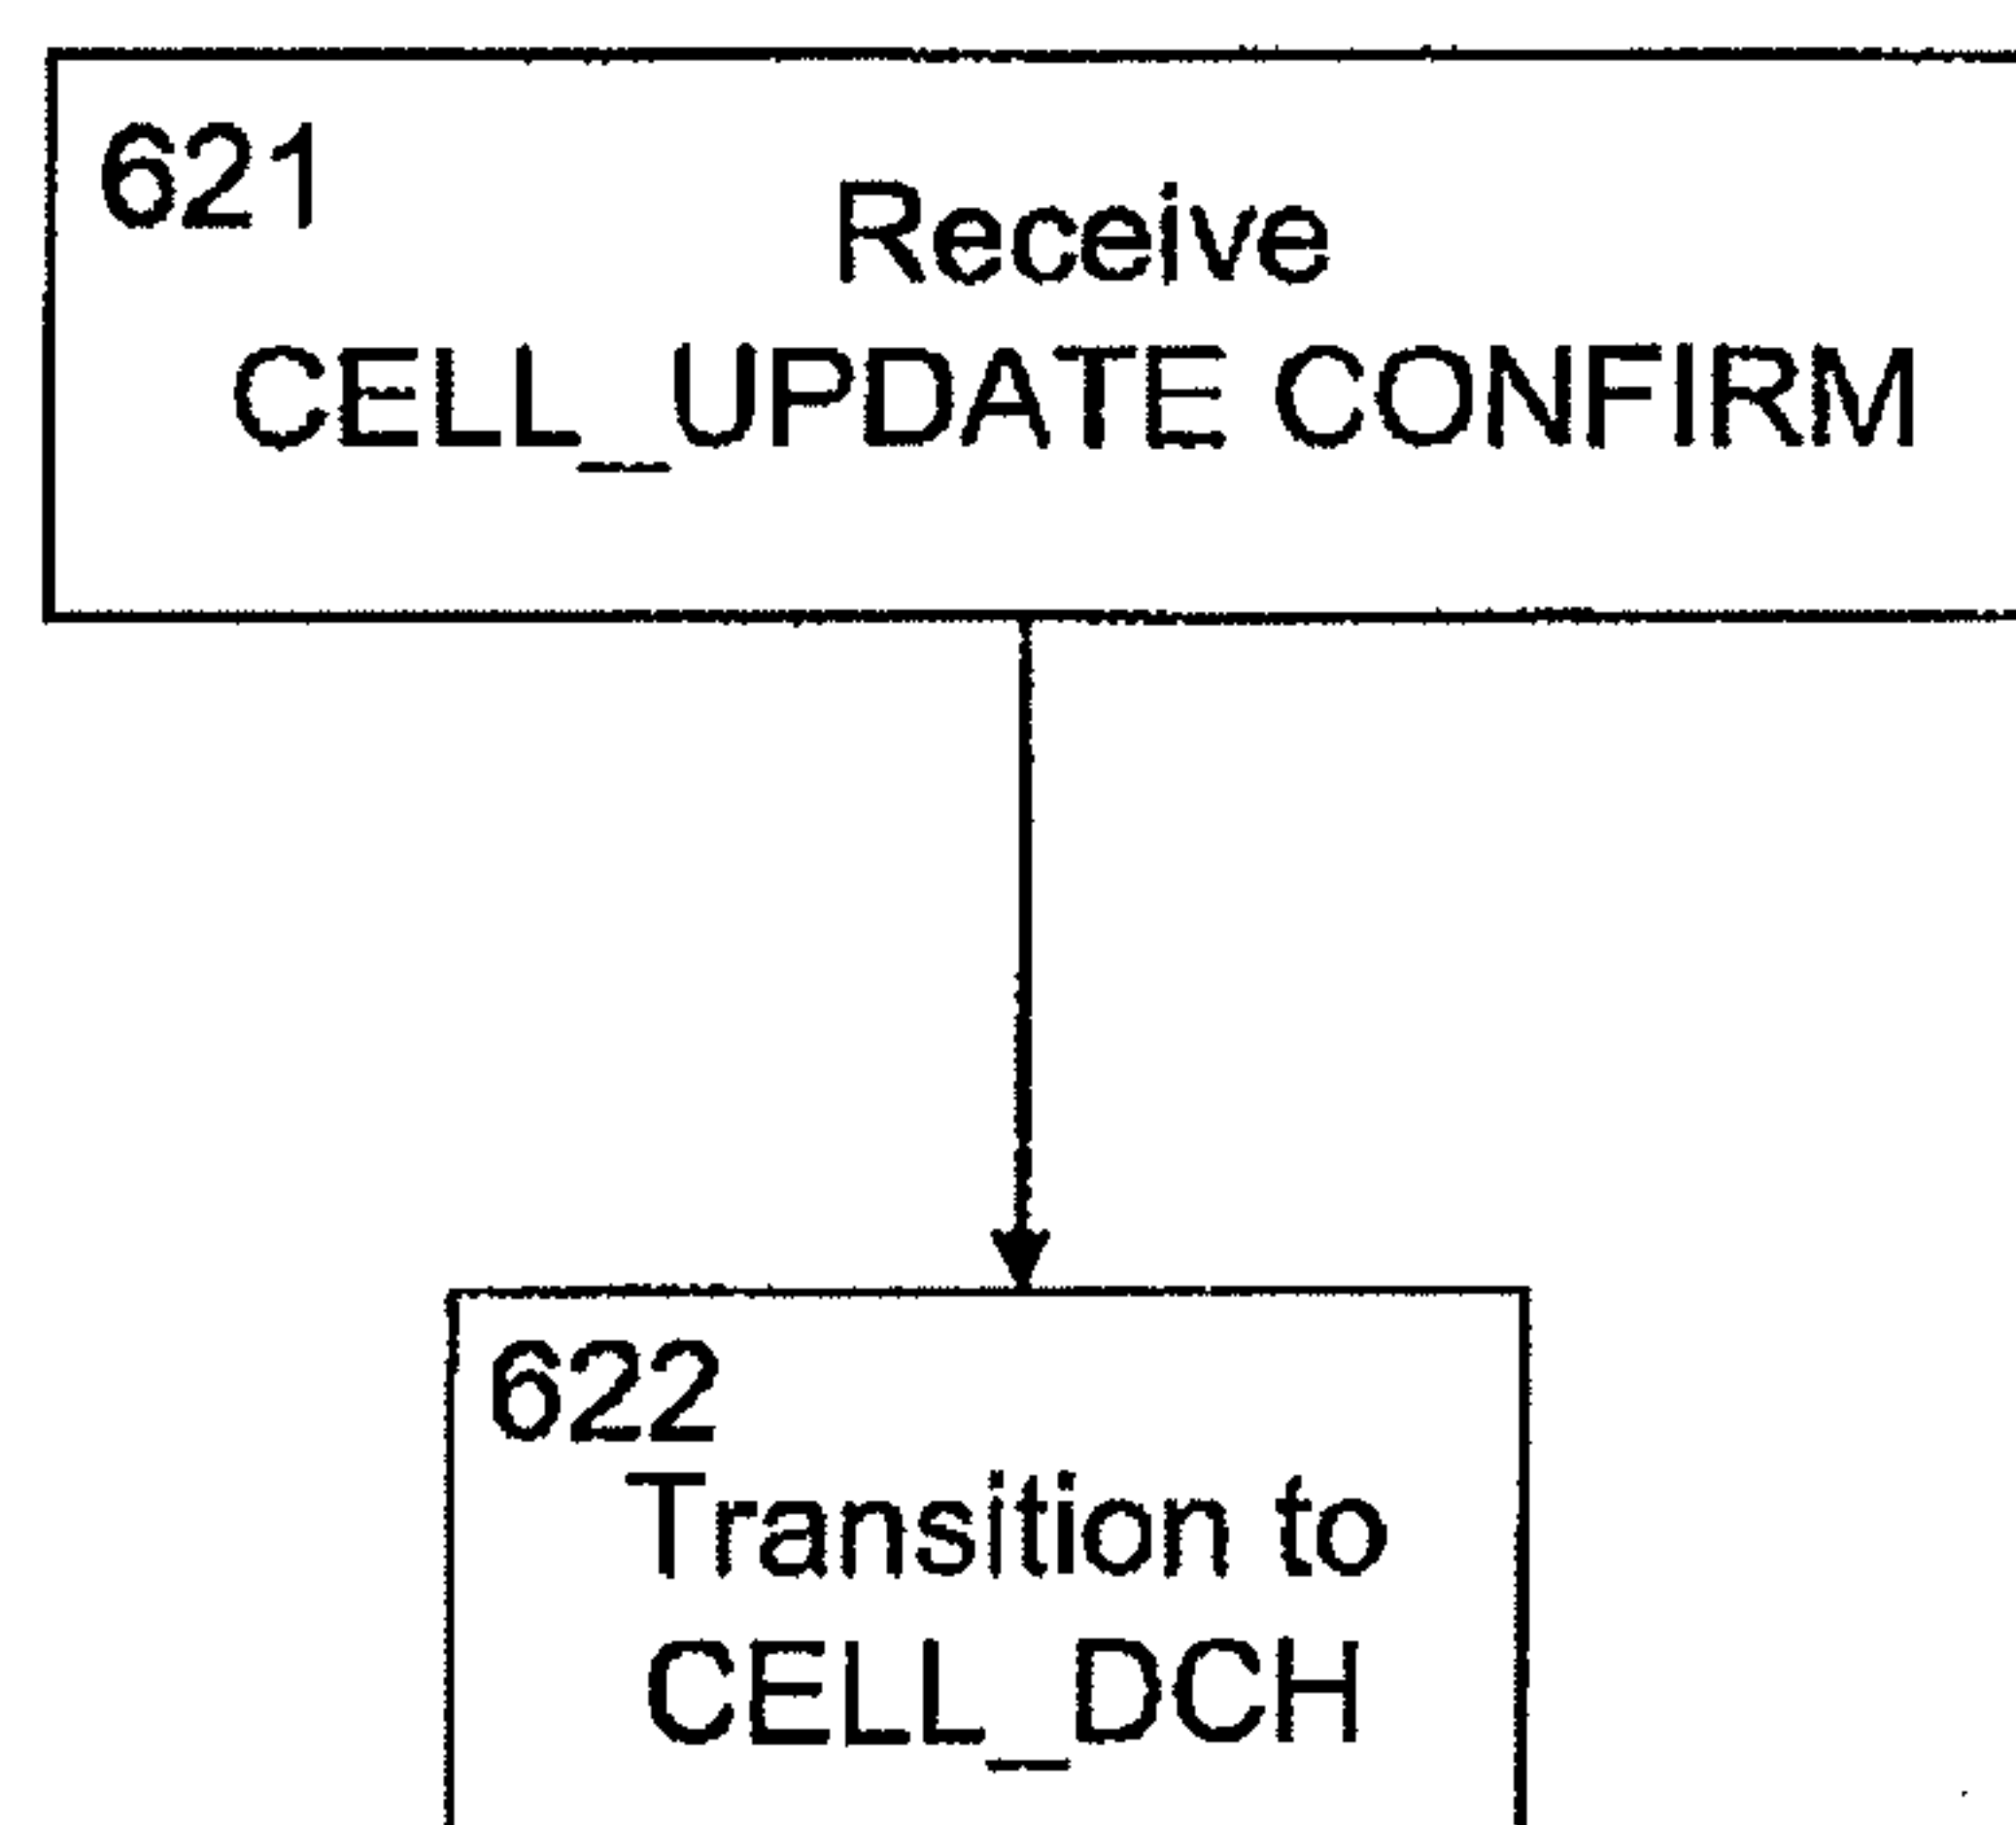 621
Receive
CELL_UPDATE CONFIRM
622
Transition to
CELL_DCH